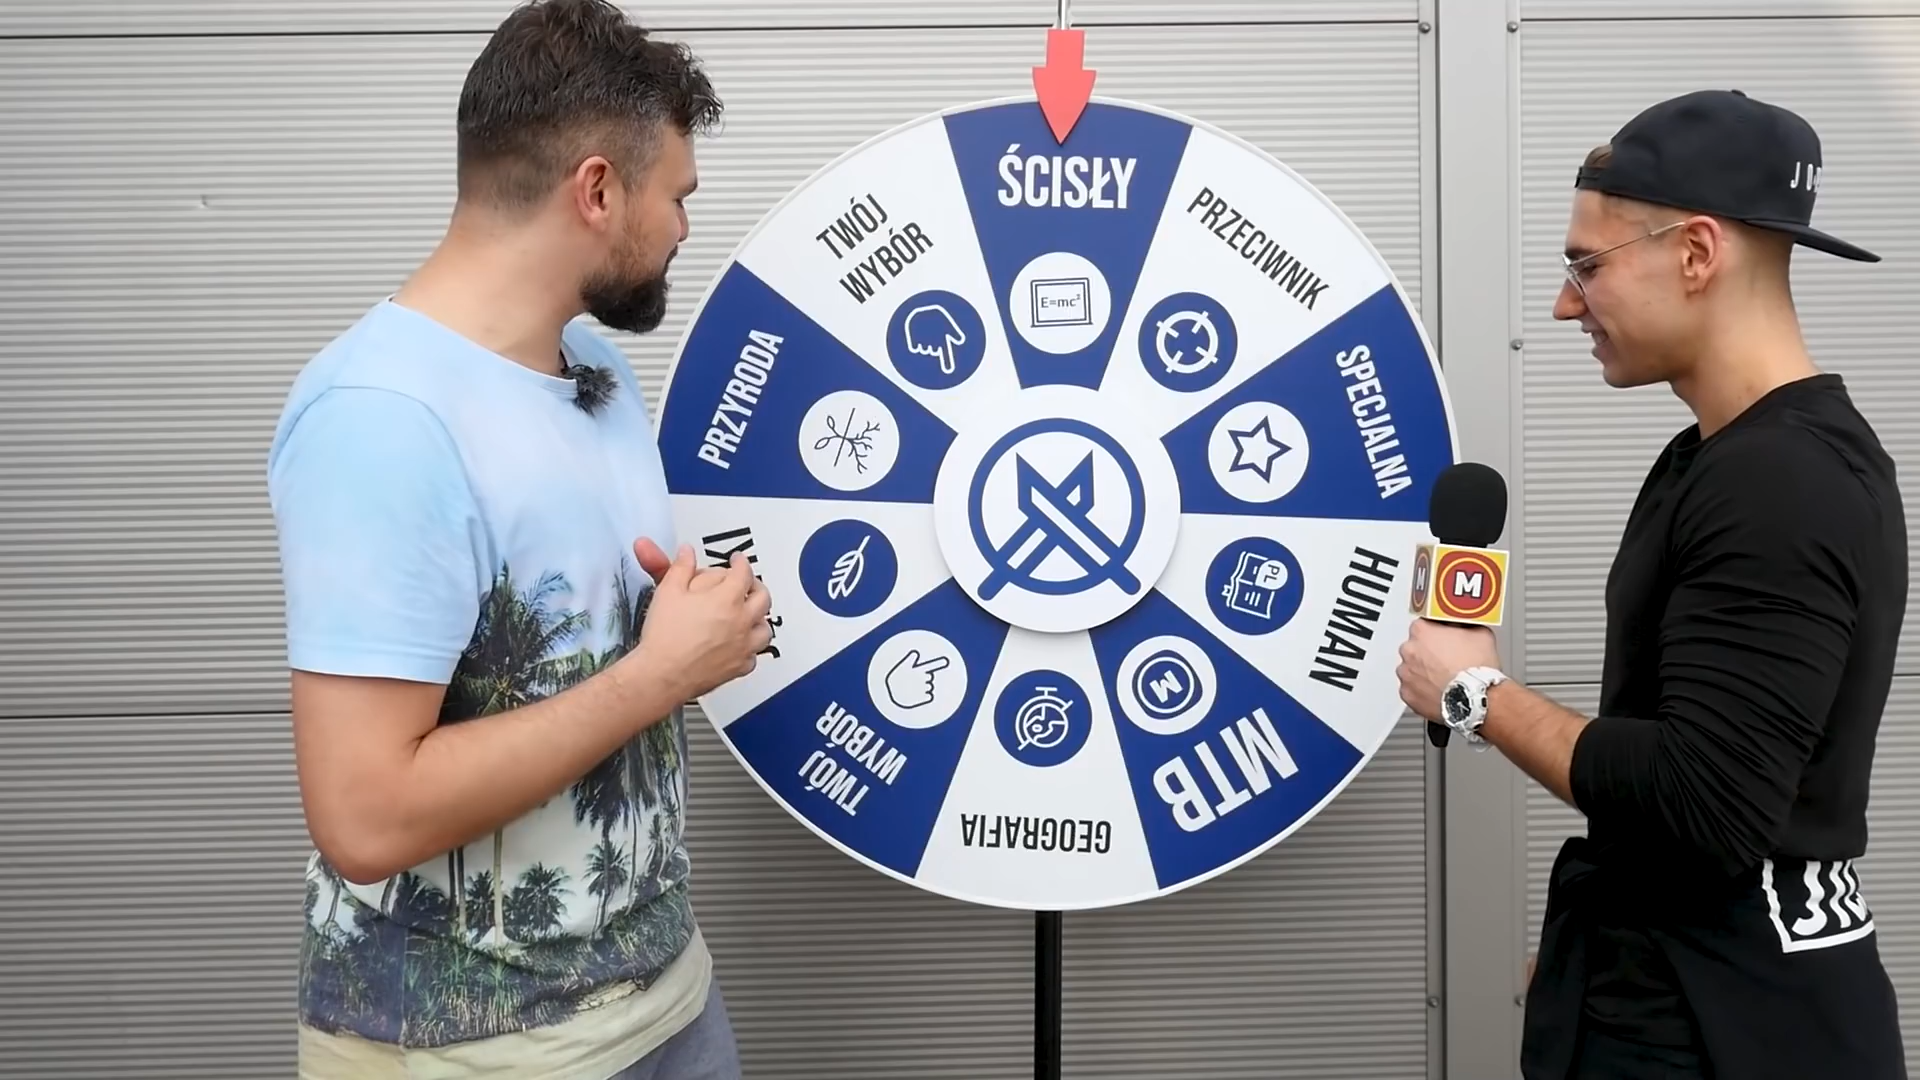 ŚCISŁY
E=mc²
PRZECIWNIK
SPECJALNA
HUMAN
PL
MTB
M
GEOGRAFIA
TWÓJ
WYBÓR
PRZYRODA
TWÓJ
WYBÓR
M
M